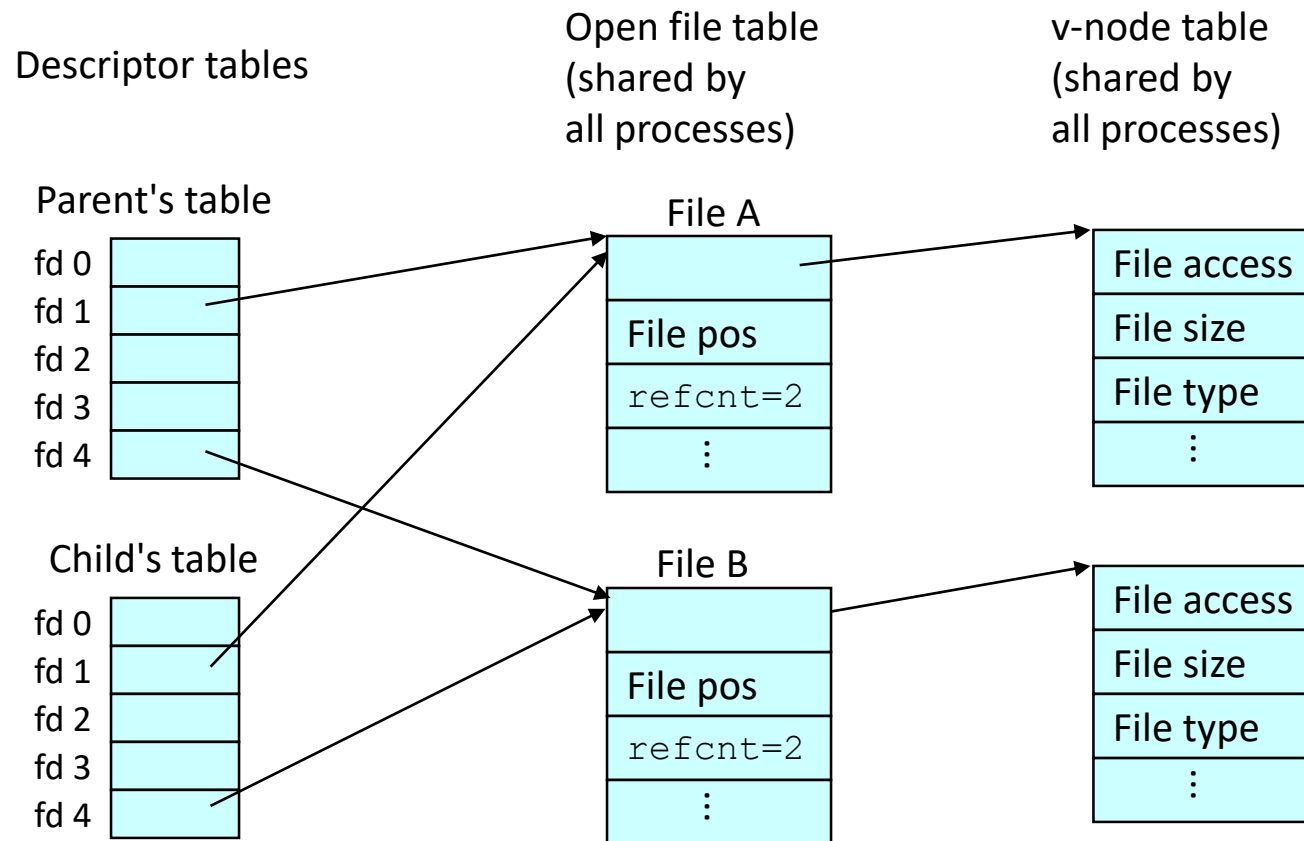 Descriptor tables
Open file table
(shared by
all processes)
v-node table
(shared by
all processes)
Parent's table
fd 0
fd 1
fd 2
fd 3
fd 4
File A
File pos
refcnt=2
⋮
File access
File size
File type
⋮
Child's table
fd 0
fd 1
fd 2
fd 3
fd 4
File B
File pos
refcnt=2
⋮
File access
File size
File type
⋮